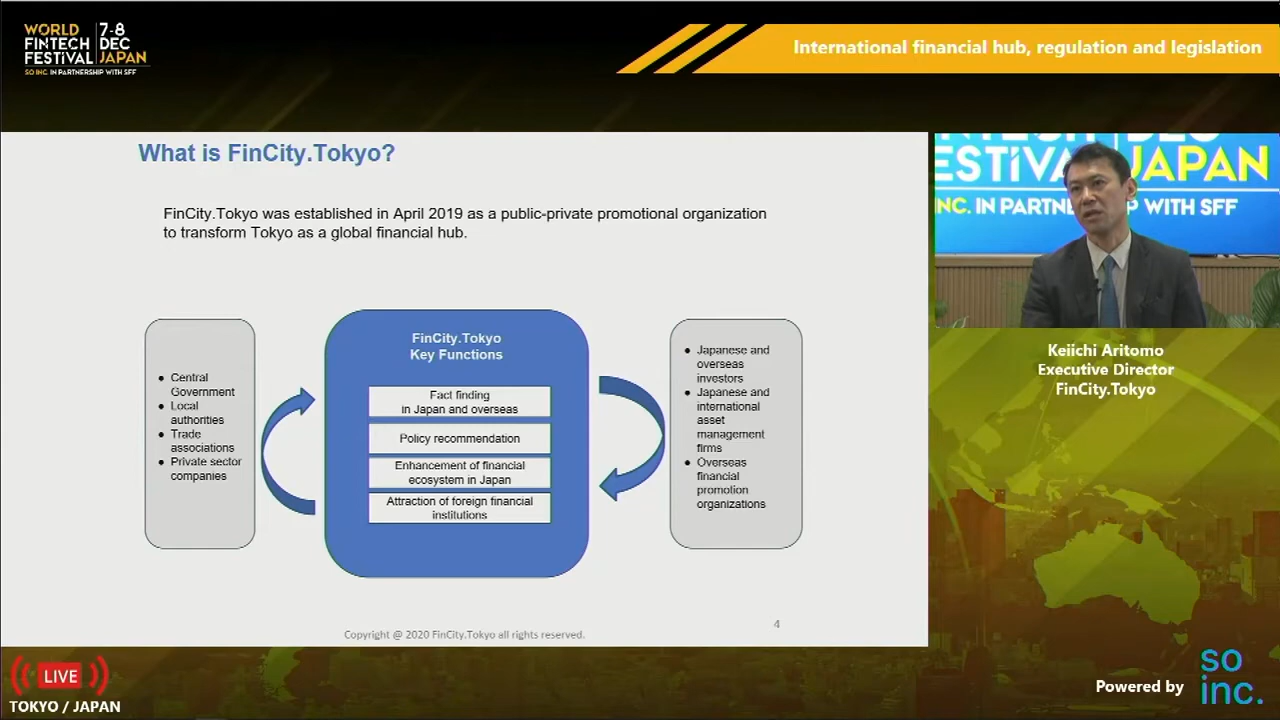 WORLD
FINTECH
FESTIVAL
7-8
DEC
JAPAN
SO INC. IN PARTNERSHIP WITH SFF
International financial hub, regulation and legislation
What is FinCity.Tokyo?
FinCity.Tokyo was established in April 2019 as a public-private promotional organization
to transform Tokyo as a global financial hub.
• Central
Government
• Local
authorities
• Trade
associations
• Private sector
companies
FinCity.Tokyo
Key Functions
Fact finding
in Japan and overseas
Policy recommendation
Enhancement of financial
ecosystem in Japan
Attraction of foreign financial
institutions
• Japanese and
overseas
investors
• Japanese and
international
asset
management
firms
• Overseas
financial
promotion
organizations
4
Copyright @ 2020 FinCity.Tokyo all rights reserved.
JAPAN
INC. IN PARTN
WITH SFF
Keiichi Aritomo
Executive Director
FinCity.Tokyo
LIVE
TOKYO / JAPAN
Powered by
so
inc.